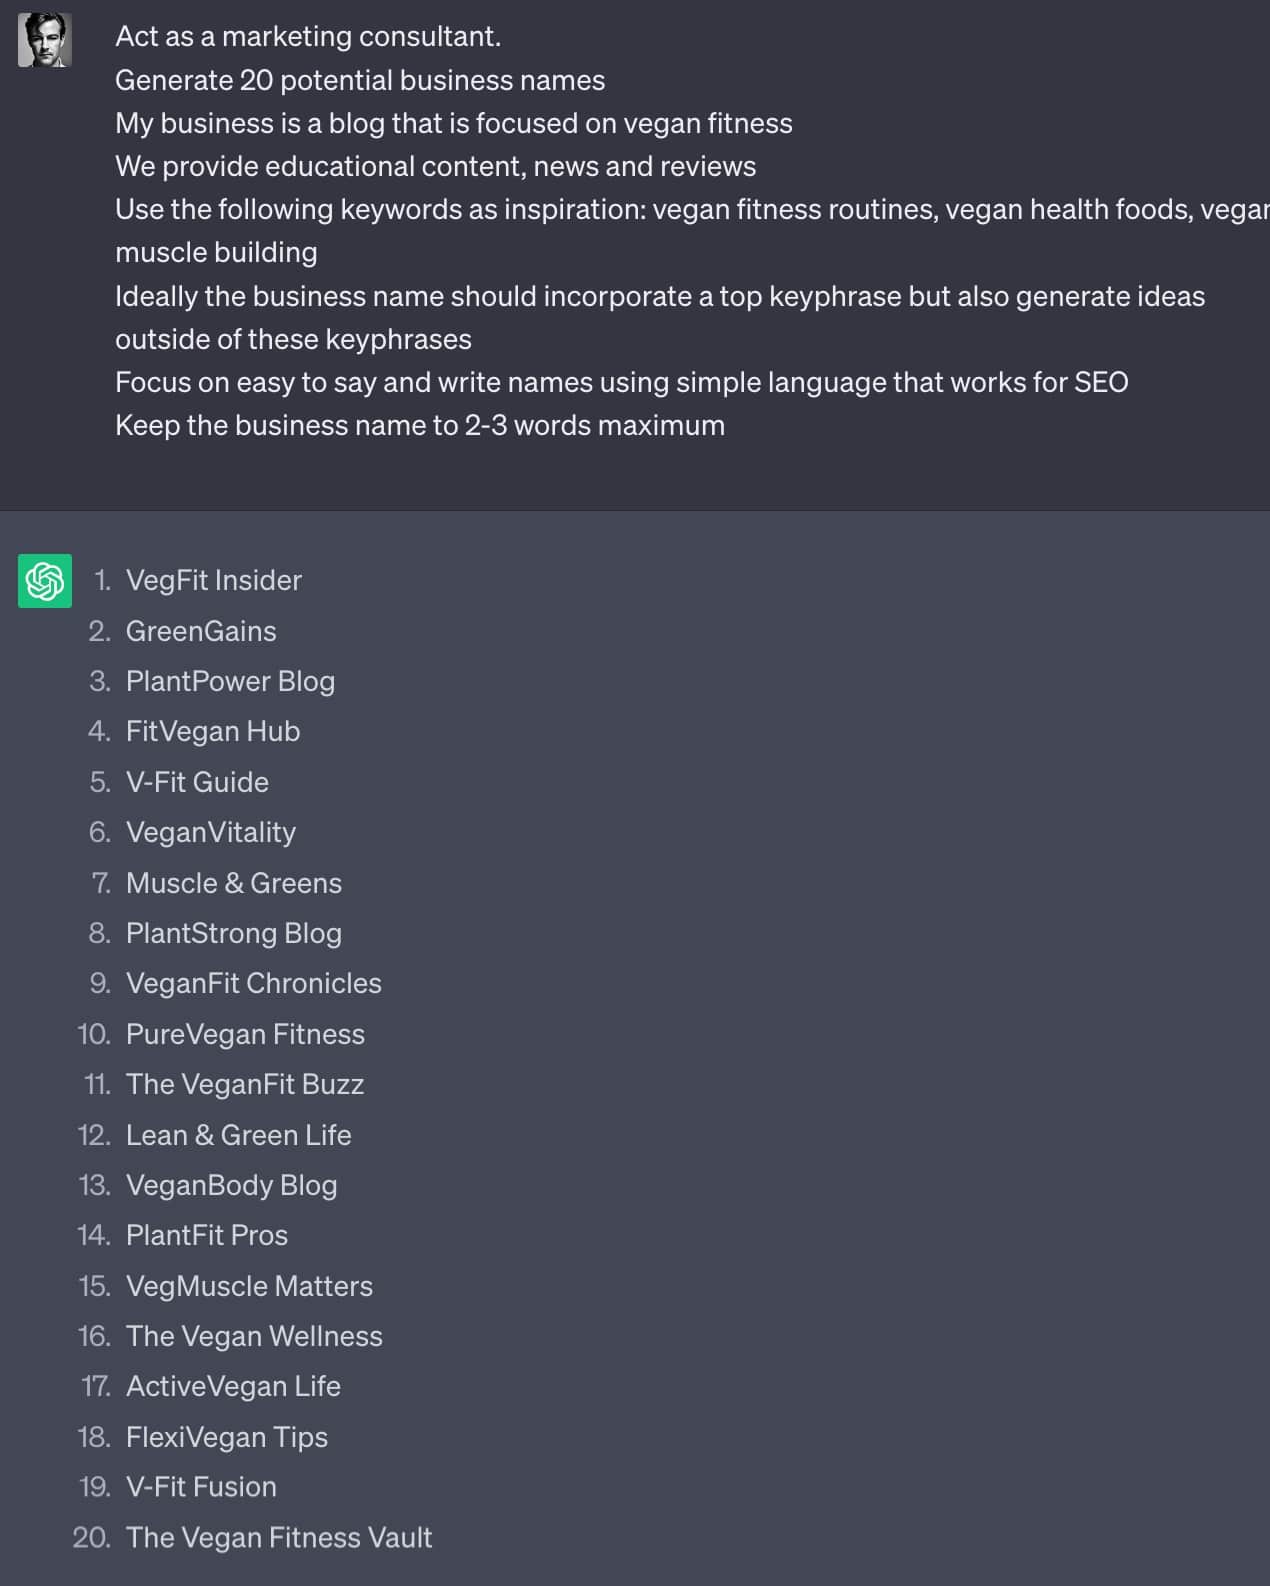 Act as a marketing consultant.
Generate 20 potential business names
My business is a blog that is focused on vegan fitness
We provide educational content, news and reviews
Use the following keywords as inspiration: vegan fitness routines, vegan health foods, vegan
muscle building
Ideally the business name should incorporate a top keyphrase but also generate ideas
outside of these keyphrases
Focus on easy to say and write names using simple language that works for SEO
Keep the business name to 2-3 words maximum
1. VegFit Insider
2. GreenGains
3. PlantPower Blog
4. FitVegan Hub
5. V-Fit Guide
6. VeganVitality
7. Muscle & Greens
8. PlantStrong Blog
9. VeganFit Chronicles
10. PureVegan Fitness
11. The VeganFit Buzz
12. Lean & Green Life
13. VeganBody Blog
14. PlantFit Pros
15. VegMuscle Matters
16. The Vegan Wellness
17. ActiveVegan Life
18. FlexiVegan Tips
19. V-Fit Fusion
20. The Vegan Fitness Vault